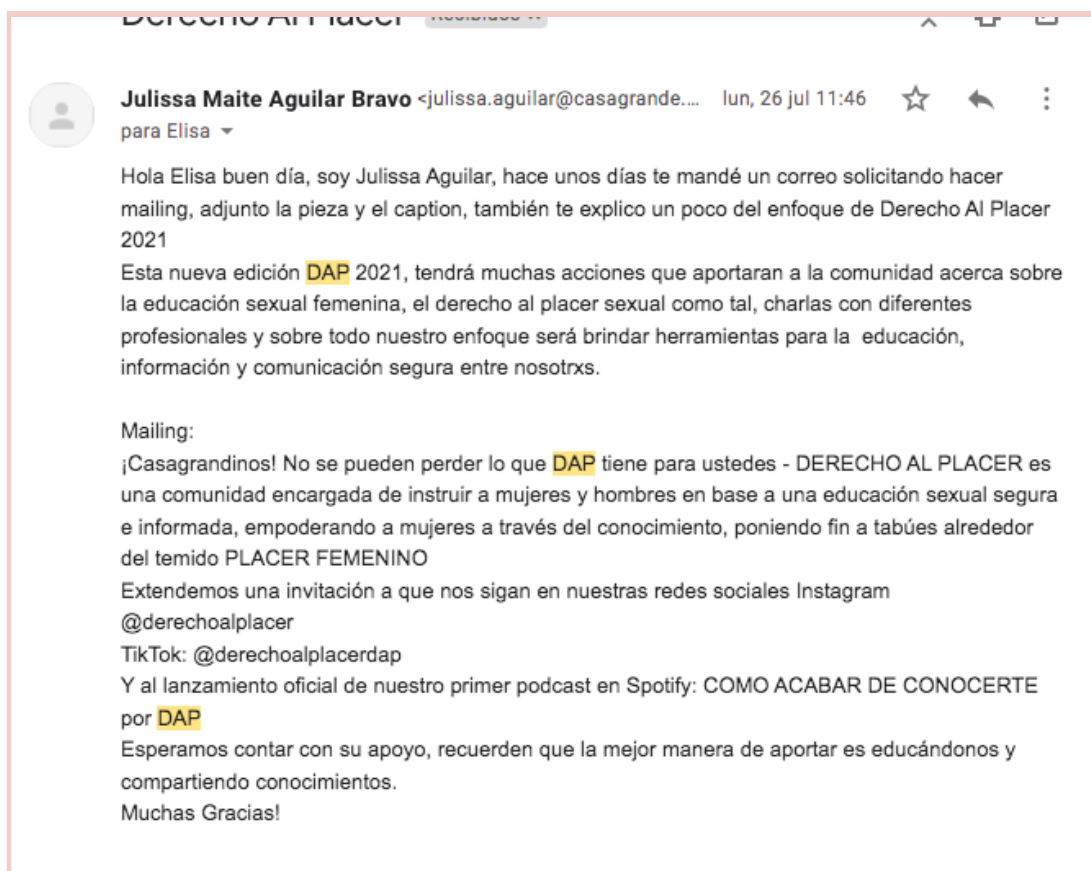 Derecho Al Placer Recibidos ×
Julissa Maite Aguilar Bravo <julissa.aguilar@casagrande.... lun, 26 jul 11:46
para Elisa
Hola Elisa buen día, soy Julissa Aguilar, hace unos días te mandé un correo solicitando hacer
mailing, adjunto la pieza y el caption, también te explico un poco del enfoque de Derecho Al Placer
2021
Esta nueva edición DAP 2021, tendrá muchas acciones que aportaran a la comunidad acerca sobre
la educación sexual femenina, el derecho al placer sexual como tal, charlas con diferentes
profesionales y sobre todo nuestro enfoque será brindar herramientas para la educación,
información y comunicación segura entre nosotrxs.
Mailing:
¡Casagrandinos! No se pueden perder lo que DAP tiene para ustedes - DERECHO AL PLACER es
una comunidad encargada de instruir a mujeres y hombres en base a una educación sexual segura
e informada, empoderando a mujeres a través del conocimiento, poniendo fin a tabúes alrededor
del temido PLACER FEMENINO
Extendemos una invitación a que nos sigan en nuestras redes sociales Instagram
@derechoalplacer
TikTok: @derechoalplacerdap
Y al lanzamiento oficial de nuestro primer podcast en Spotify: COMO ACABAR DE CONOCERTE
por DAP
Esperamos contar con su apoyo, recuerden que la mejor manera de aportar es educándonos y
compartiendo conocimientos.
Muchas Gracias!